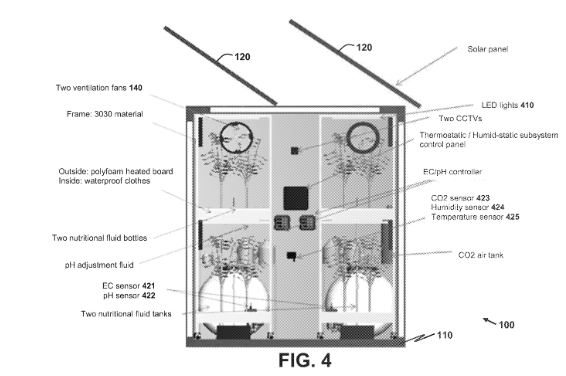 120
120
Solar panel
Two ventilation fans 140
LED lights 410
Frame: 3030 material
Two CCTVs
Thermostatic / Humid-static subsystem
control panel
Outside: polyfoam heated board
Inside: waterproof clothes
EC/pH controller
CO2 sensor 423
Humidity sensor 424
Temperature sensor 425
Two nutritional fluid bottles
pH adjustment fluid
CO2 air tank
EC sensor 421
pH sensor 422
Two nutritional fluid tanks
100
110
FIG. 4